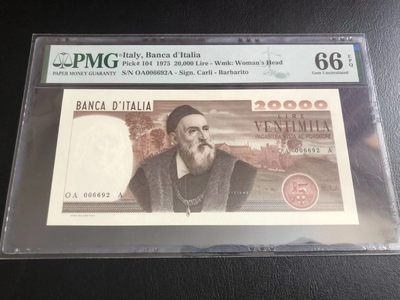 PMG
PAPER MONEY GUARANTY
Italy, Banca d'Italia
Pick# 104 1975 20,000 Lire - Wmk: Woman's Head
S/N OA006692A - Sign. Carli - Barbarito
66 EPQ
Gem Uncirculated
BANCA D'ITALIA
20000
LIRE
VENTIMILA
PAGABILI A VISTA AL PORTATORE
OA 006692 A
OA 006692 A
TIZIANO